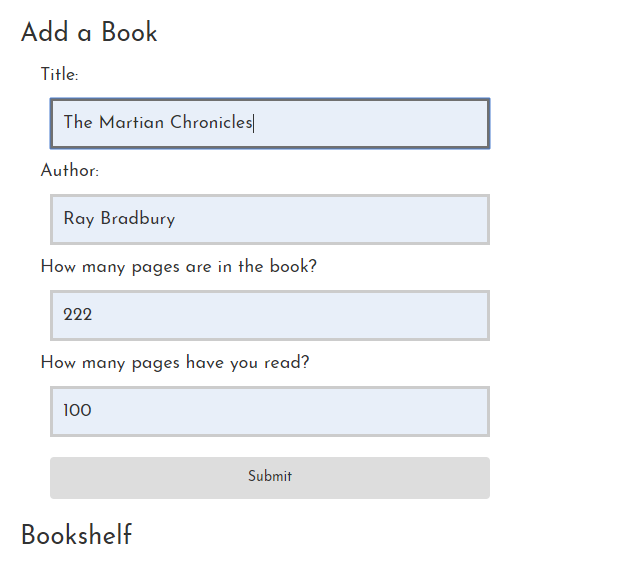 Add a Book
Title:
The Martian Chronicles
Author:
Ray Bradbury
How many pages are in the book?
222
How many pages have you read?
100
Submit
Bookshelf